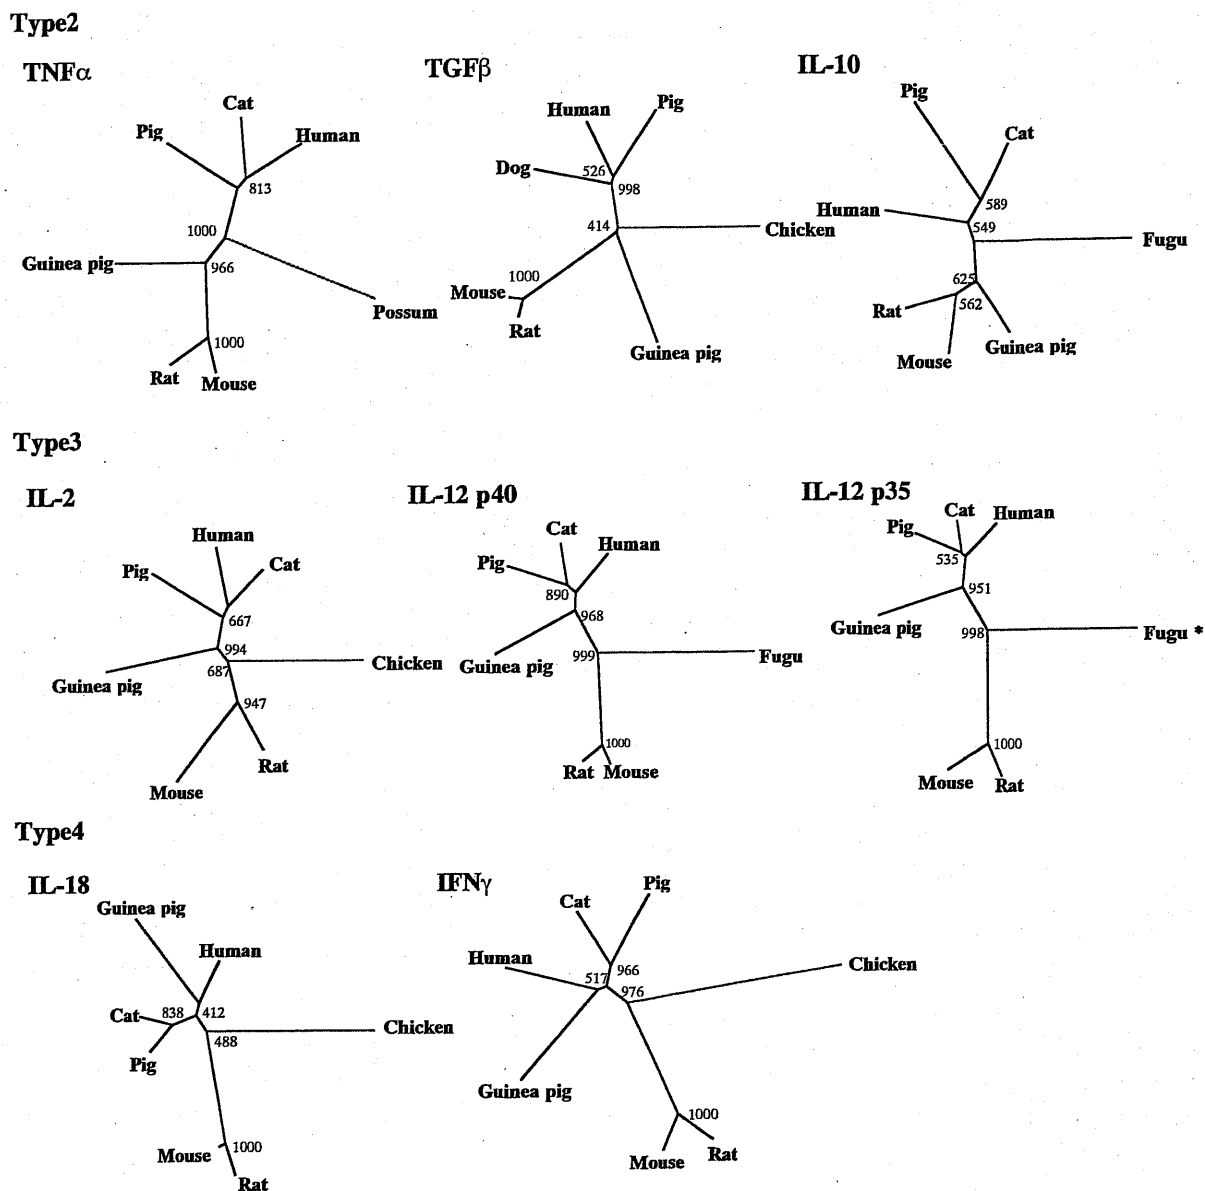 Type2
TNFα
Cat
Pig
Human
813
1000
Guinea pig
966
Possum
1000
Rat
Mouse
TGFβ
Human
Pig
Dog
526
998
414
Chicken
1000
Mouse
Rat
Guinea pig
IL-10
Pig
Cat
589
Human
549
Fugu
625
562
Rat
Mouse
Guinea pig
Type3
IL-2
Human
Cat
Pig
667
994
687
Chicken
Guinea pig
947
Rat
Mouse
IL-12 p40
Cat
Human
Pig
890
968
Guinea pig
999
Fugu
1000
Rat Mouse
IL-12 p35
Cat
Human
Pig
535
951
Guinea pig
998
Fugu *
1000
Mouse
Rat
Type4
IL-18
Guinea pig
Human
Cat
838
412
Pig
488
Chicken
Mouse
1000
Rat
IFNγ
Cat
Pig
Human
517
966
976
Chicken
Guinea pig
1000
Mouse
Rat